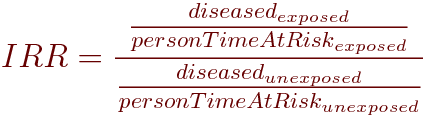 diseased_exposed
personTimeAtRisk_exposed
IRR =
diseased_unexposed
personTimeAtRisk_unexposed